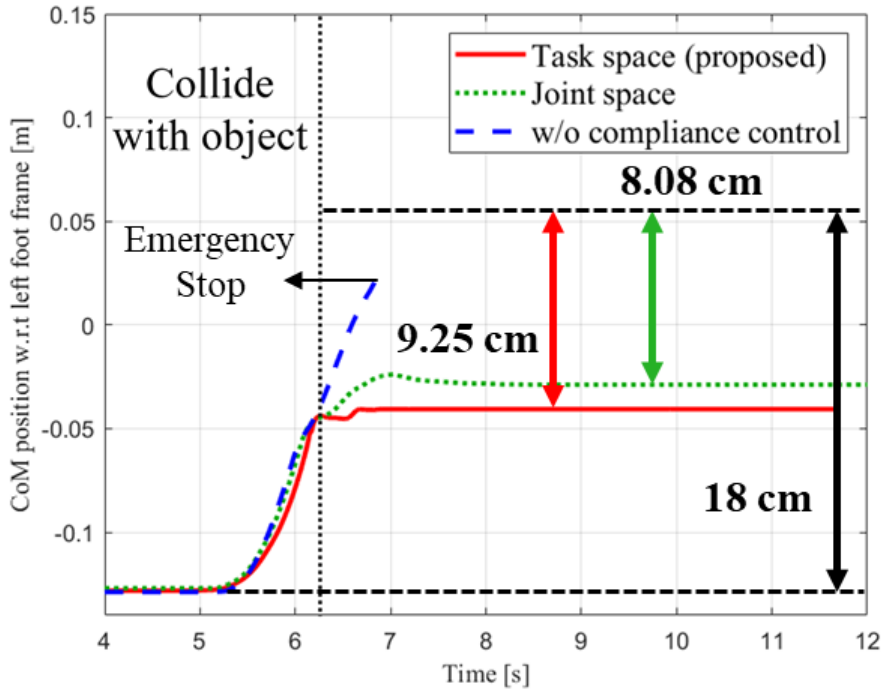 CoM position w.r.t left foot frame [m]
0.15
0.1
0.05
0
-0.05
-0.1
Collide
with object
Emergency
Stop
Task space (proposed)
Joint space
w/o compliance control
8.08 cm
9.25 cm
18 cm
4
5
6
7
8
9
10
11
12
Time [s]